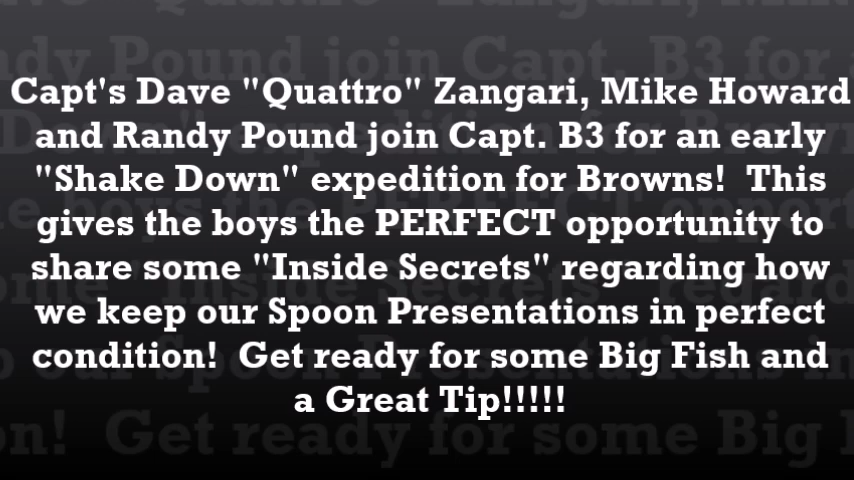 Capt's Dave "Quattro" Zangari, Mike Howard
and Randy Pound join Capt. B3 for an early
"Shake Down" expedition for Browns!  This
gives the boys the PERFECT opportunity to
share some "Inside Secrets" regarding how
we keep our Spoon Presentations in perfect
condition!  Get ready for some Big Fish and
a Great Tip!!!!!